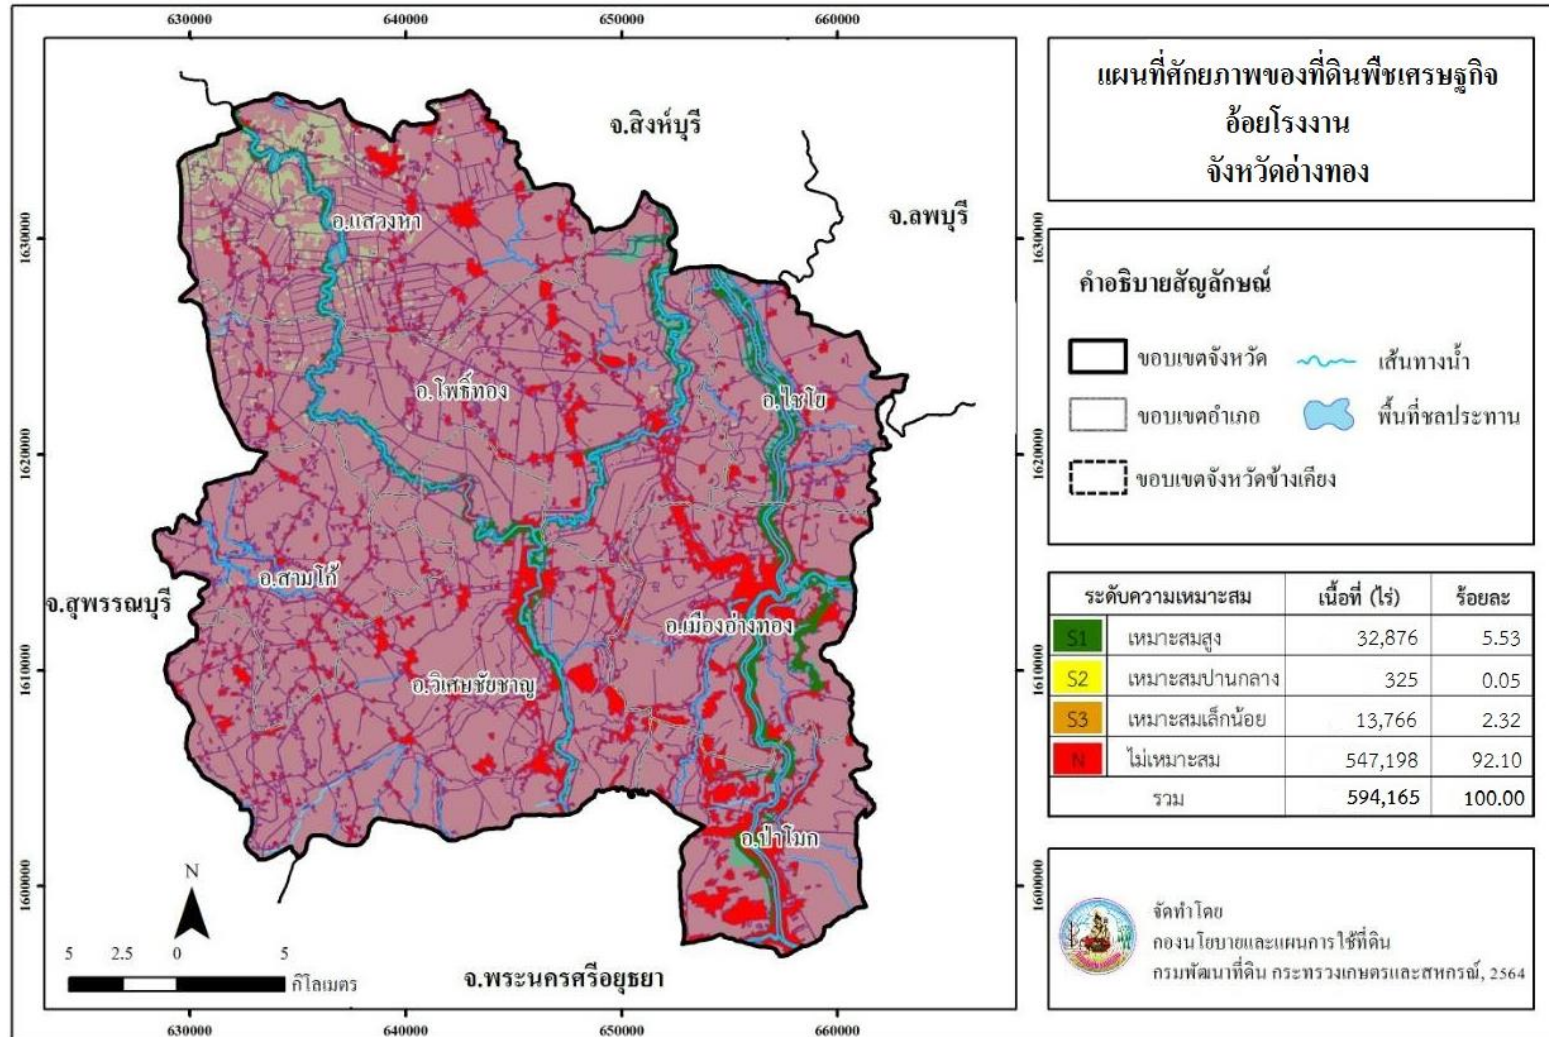 630000 640000 650000 660000
แผนที่ศักยภาพของที่ดินพืชเศรษฐกิจ
อ้อยโรงงาน
จังหวัดอ่างทอง
จ.สิงห์บุรี
จ.ลพบุรี
1630000 1630000
อ.แสวงหา
คำอธิบายสัญลักษณ์
ขอบเขตจังหวัด เส้นทางน้ำ
ขอบเขตอำเภอ พื้นที่ชลประทาน
ขอบเขตจังหวัดข้างเคียง
อ.โพธิ์ทอง
อ.ไชโย
1620000 1620000
อ.สามโก้
จ.สุพรรณบุรี
อ.เมืองอ่างทอง
อ.วิเศษชัยชาญ
1610000 1610000
ระดับความเหมาะสม เนื้อที่ (ไร่) ร้อยละ
S1 เหมาะสมสูง 32,876 5.53
S2 เหมาะสมปานกลาง 325 0.05
S3 เหมาะสมเล็กน้อย 13,766 2.32
N ไม่เหมาะสม 547,198 92.10
รวม 594,165 100.00
อ.ป่าโมก
1600000 1600000
N
5 2.5 0 5
กิโลเมตร
จ.พระนครศรีอยุธยา
จัดทำโดย
กองนโยบายและแผนการใช้ที่ดิน
กรมพัฒนาที่ดิน กระทรวงเกษตรและสหกรณ์, 2564
630000 640000 650000 660000